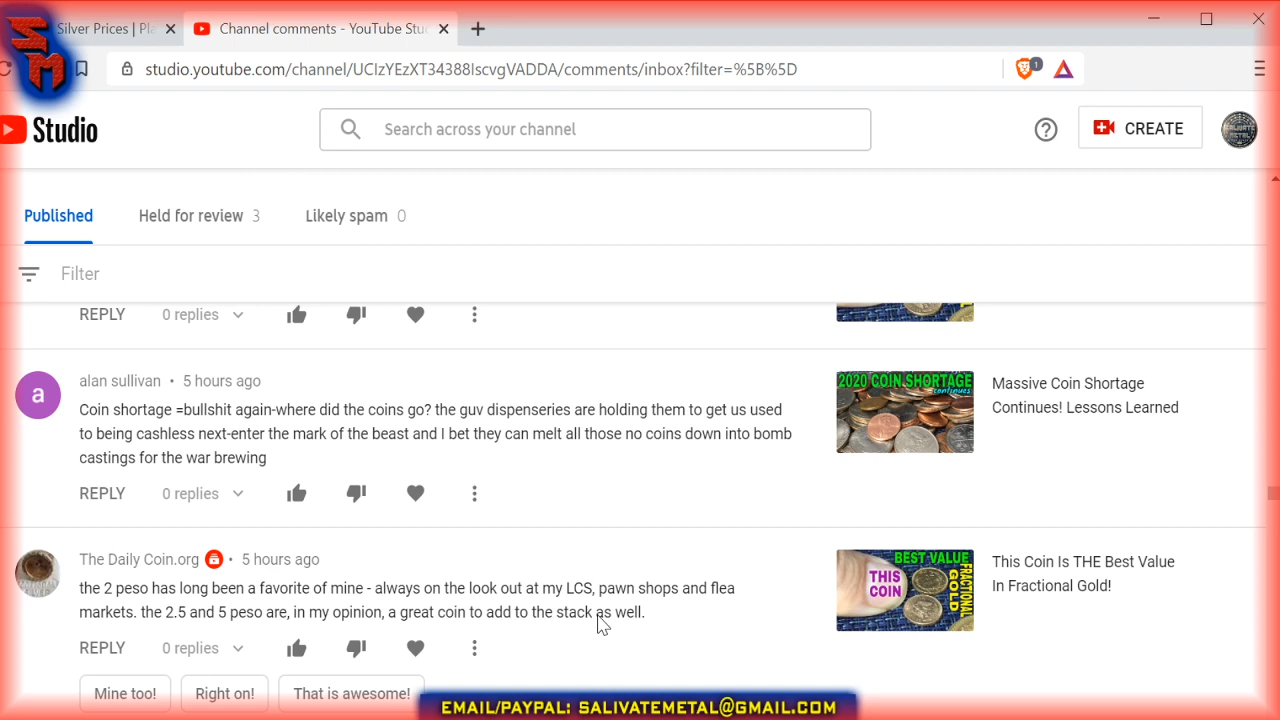 SM
Silver Prices | Pla
Channel comments - YouTube Stu
studio.youtube.com/channel/UCIzYEzXT34388IscvgVADDA/comments/inbox?filter=%5B%5D
1
Studio
Search across your channel
CREATE
SALIVATE METAL
Published
Held for review 3
Likely spam 0
Filter
REPLY 0 replies
a
alan sullivan • 5 hours ago
Coin shortage =bullshit again-where did the coins go? the guv dispenseries are holding them to get us used
to being cashless next-enter the mark of the beast and I bet they can melt all those no coins down into bomb
castings for the war brewing
2020 COIN SHORTAGE
continues
Massive Coin Shortage
Continues! Lessons Learned
REPLY 0 replies
The Daily Coin.org • 5 hours ago
the 2 peso has long been a favorite of mine - always on the look out at my LCS, pawn shops and flea
markets. the 2.5 and 5 peso are, in my opinion, a great coin to add to the stack as well.
BEST VALUE
THIS
COIN
FRACTIONAL
GOLD
This Coin Is THE Best Value
In Fractional Gold!
REPLY 0 replies
Mine too!
Right on!
That is awesome!
EMAIL/PAYPAL: SALIVATEMETAL@GMAIL.COM